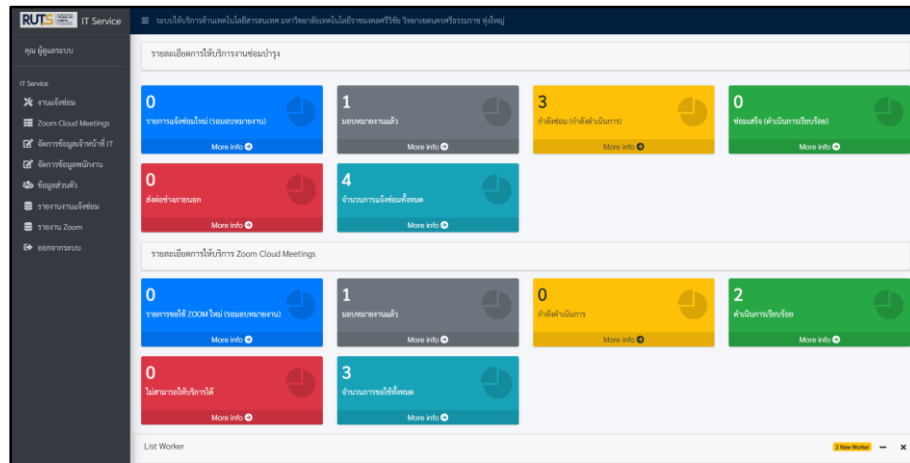 RUTS IT Service
ระบบให้บริการด้านเทคโนโลยีสารสนเทศ มหาวิทยาลัยเทคโนโลยีราชมงคลศรีวิชัย วิทยาเขตนครศรีธรรมราช ทุ่งใหญ่
คุณ ผู้ดูแลระบบ
IT Service
งานแจ้งซ่อม
Zoom Cloud Meetings
จัดการข้อมูลเจ้าหน้าที่ IT
จัดการข้อมูลพนักงาน
ข้อมูลส่วนตัว
รายงานงานแจ้งซ่อม
รายงาน Zoom
ออกจากระบบ
รายละเอียดการให้บริการงานซ่อมบำรุง
0
รายการแจ้งซ่อมใหม่ (รอมอบหมายงาน)
More info
1
มอบหมายงานแล้ว
More info
3
กำลังซ่อม (กำลังดำเนินการ)
More info
0
ซ่อมเสร็จ (ดำเนินการเรียบร้อย)
More info
0
ส่งต่อช่างภายนอก
More info
4
จำนวนการแจ้งซ่อมทั้งหมด
More info
รายละเอียดการให้บริการ Zoom Cloud Meetings
0
รายการขอใช้ ZOOM ใหม่ (รอมอบหมายงาน)
More info
1
มอบหมายงานแล้ว
More info
0
กำลังดำเนินการ
More info
2
ดำเนินการเรียบร้อย
More info
0
ไม่สามารถให้บริการได้
More info
3
จำนวนการขอใช้ทั้งหมด
More info
List Worker
2 New Worker